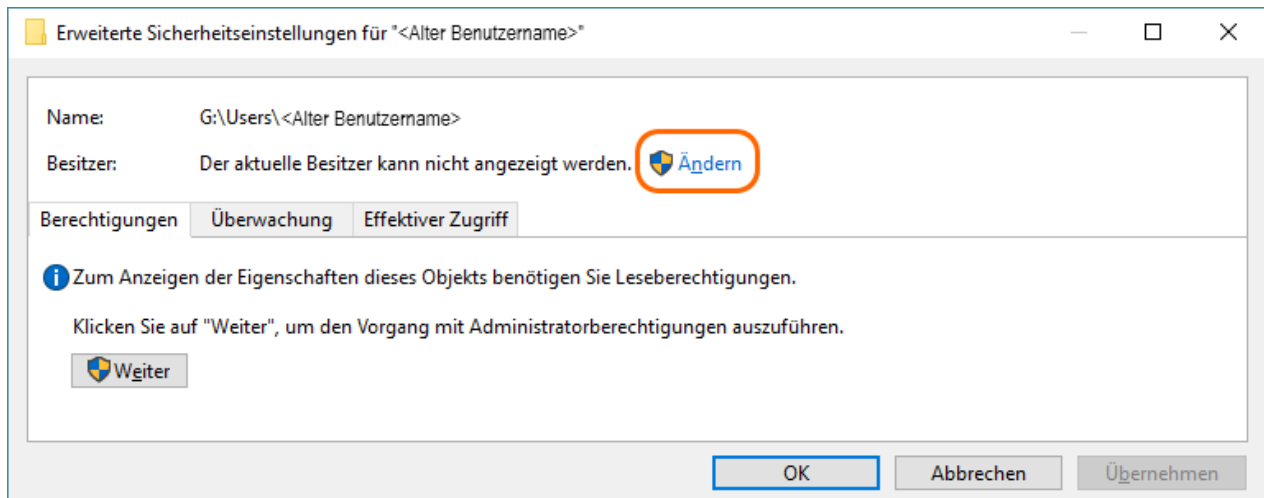 Erweiterte Sicherheitseinstellungen für "<Alter Benutzername>"
Name: G:\Users\<Alter Benutzername>
Besitzer: Der aktuelle Besitzer kann nicht angezeigt werden. Ändern
Berechtigungen Überwachung Effektiver Zugriff
Zum Anzeigen der Eigenschaften dieses Objekts benötigen Sie Leseberechtigungen.
Klicken Sie auf "Weiter", um den Vorgang mit Administratorberechtigungen auszuführen.
Weiter
OK Abbrechen Übernehmen